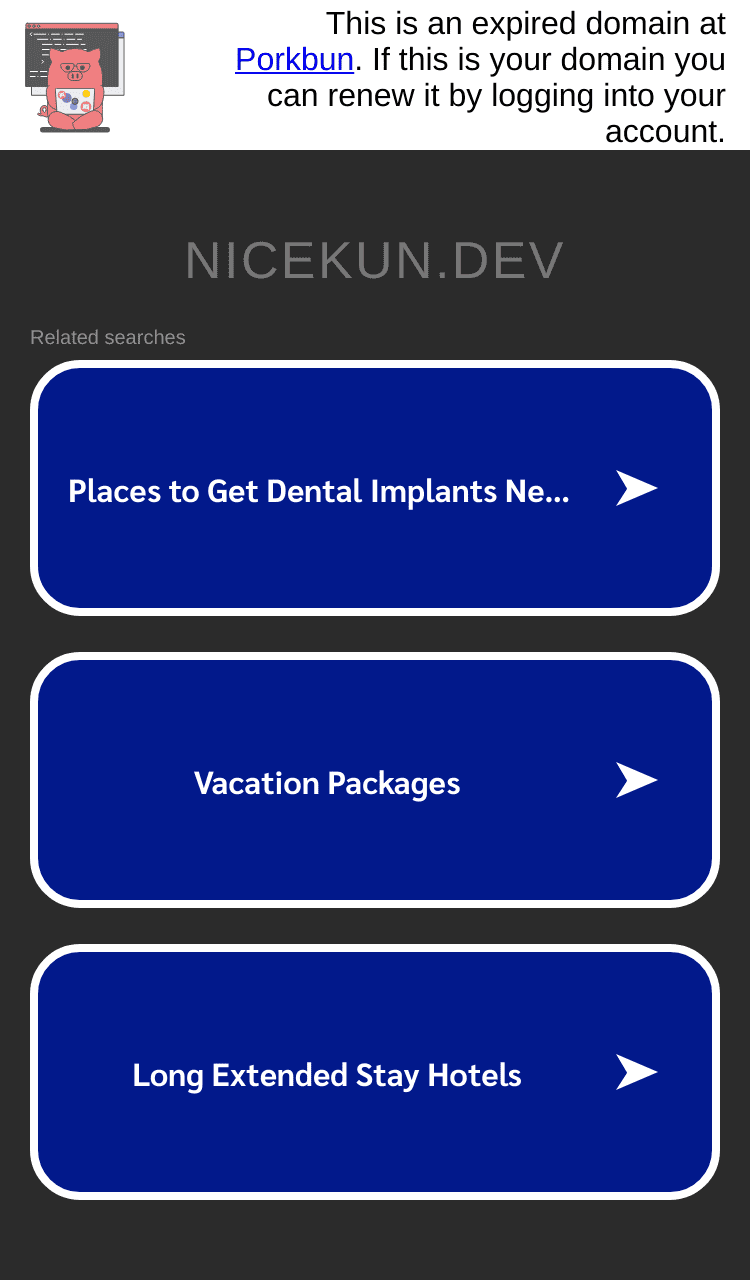 This is an expired domain at
Porkbun. If this is your domain you
can renew it by logging into your
account.
NICEKUN.DEV
Related searches
Places to Get Dental Implants Ne...
Vacation Packages
Long Extended Stay Hotels